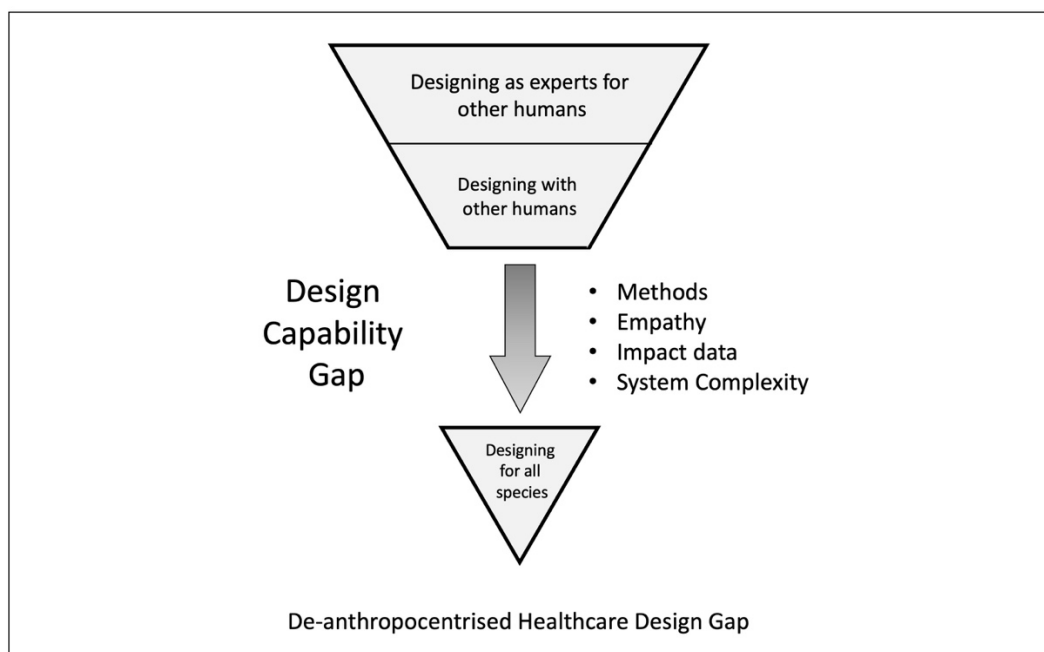 Designing as experts for
other humans
Designing with
other humans
Design
Capability
Gap
• Methods
• Empathy
• Impact data
• System Complexity
Designing
for all
species
De-anthropocentrised Healthcare Design Gap